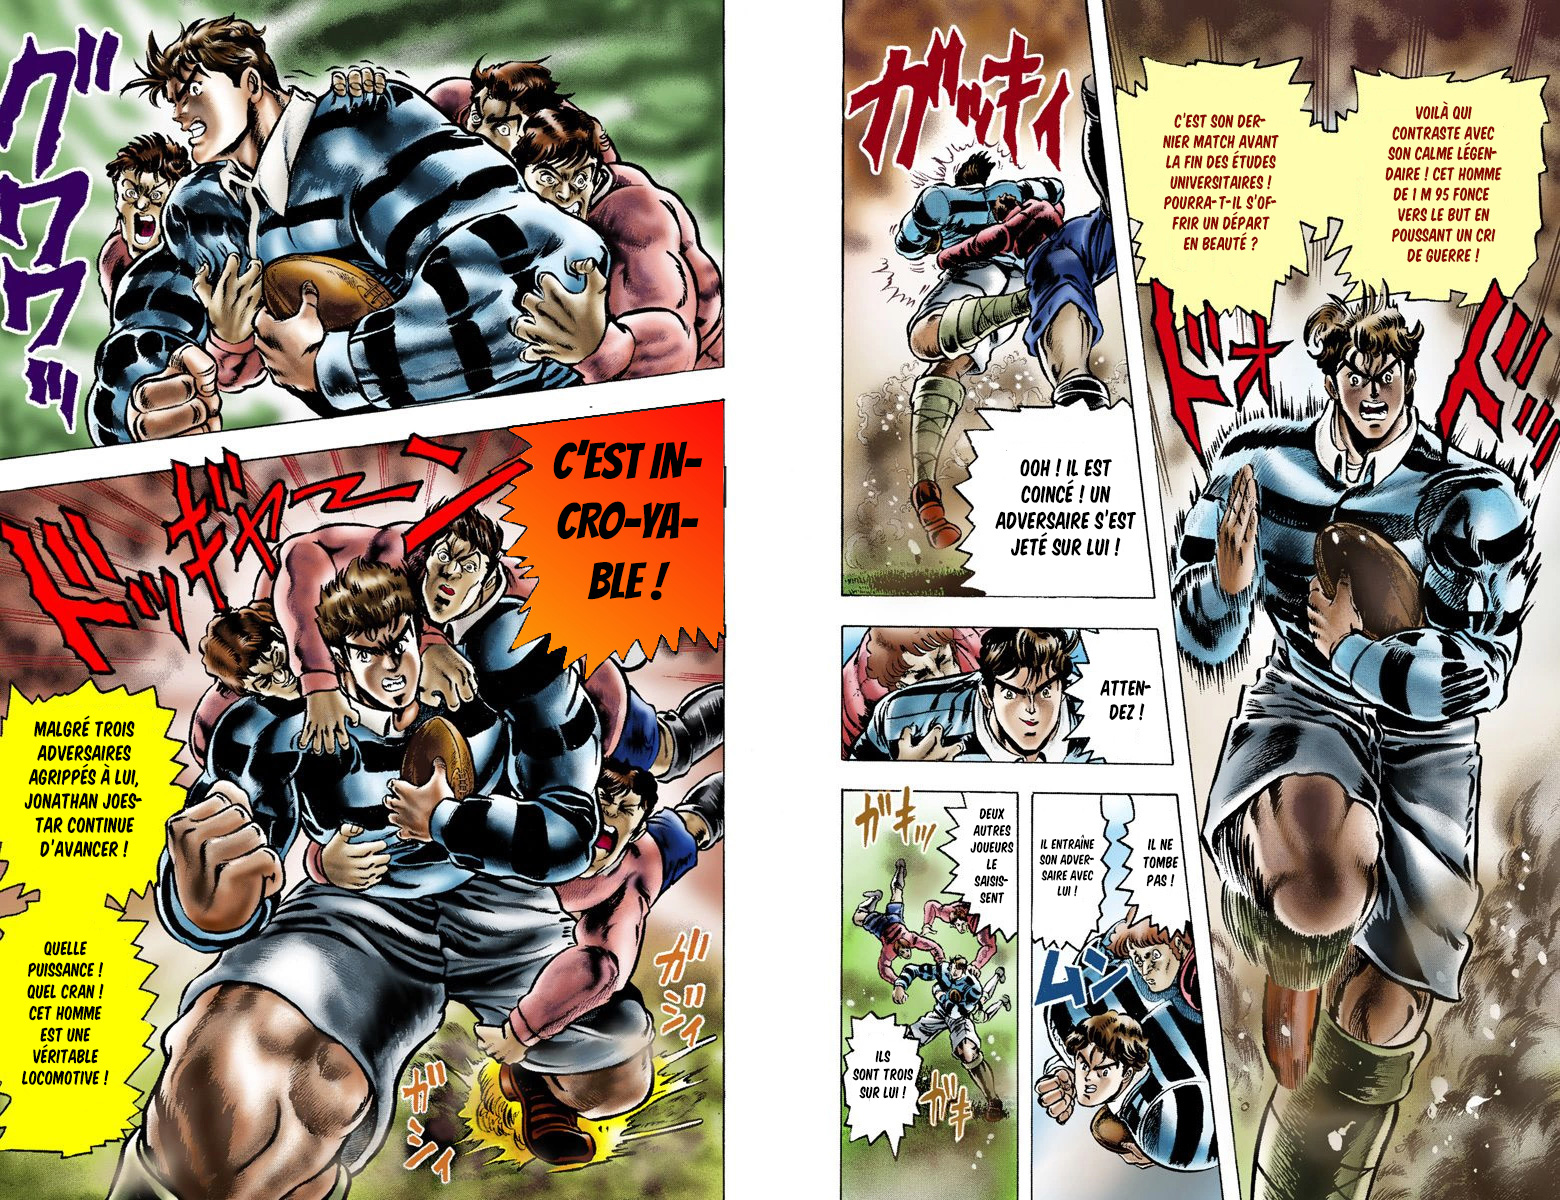 VOILÀ QUI
CONTRASTE AVEC
SON CALME LÉGEN-
DAIRE ! CET HOMME
DE 1 M 95 FONCE
VERS LE BUT EN
POUSSANT UN CRI
DE GUERRE !
C'EST SON DER-
NIER MATCH AVANT
LA FIN DES ÉTUDES
UNIVERSITAIRES !
POURRA-T-IL S'OF-
FRIR UN DÉPART
EN BEAUTÉ ?
ドドッ
ドォ
ガッキィ
OOH ! IL EST
COINCÉ ! UN
ADVERSAIRE S'EST
JETÉ SUR LUI !
ATTEN-
DEZ !
IL NE
TOMBE
PAS !
IL ENTRAÎNE
SON ADVER-
SAIRE AVEC
LUI !
ムン
DEUX
AUTRES
JOUEURS
LE
SAISIS-
SENT
ガキッ
ILS
SONT TROIS
SUR LUI !
ガキ
グワワワッ
C'EST IN-
CRO-YA-
BLE !
ドッギャーン
MALGRÉ TROIS
ADVERSAIRES
AGRIPPÉS À LUI,
JONATHAN JOES-
TAR CONTINUE
D'AVANCER !
QUELLE
PUISSANCE !
QUEL CRAN !
CET HOMME
EST UNE
VÉRITABLE
LOCOMOTIVE !
ガシィ
ガシィ